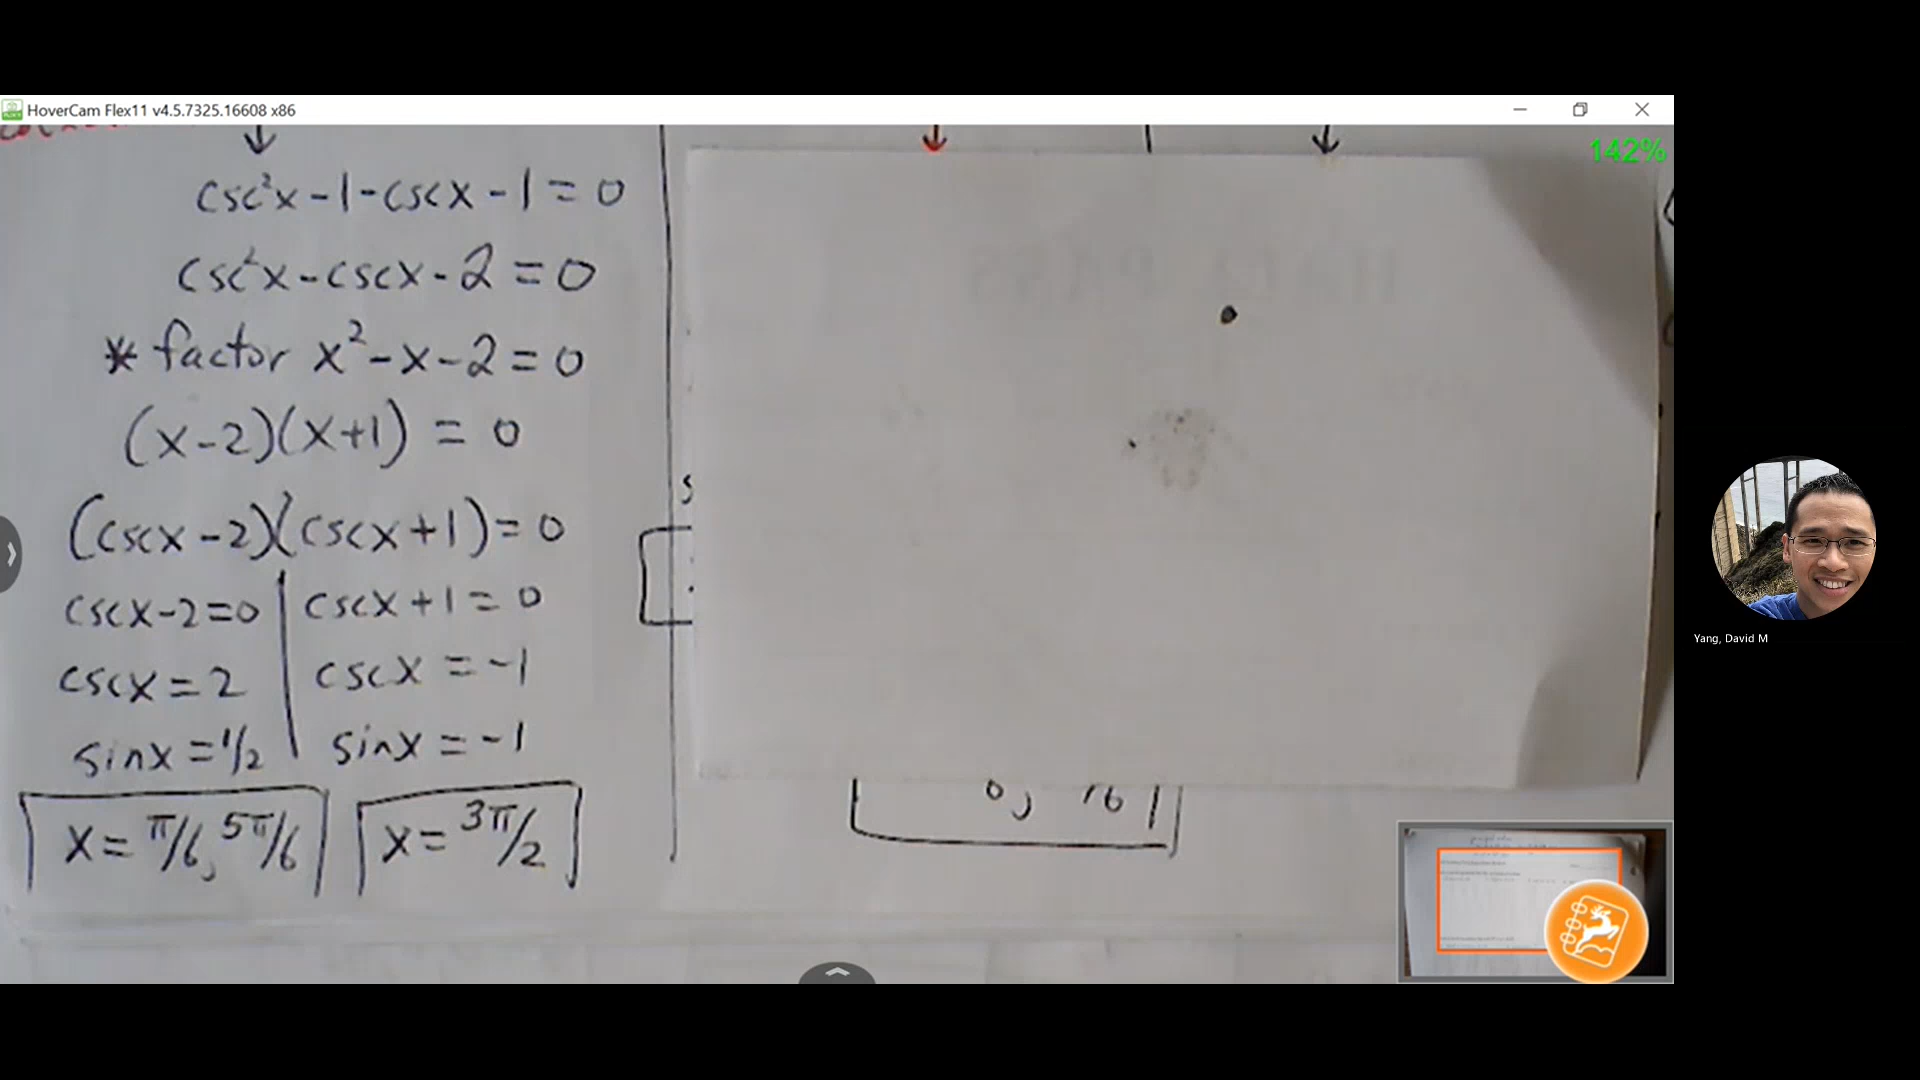 HoverCam Flex11 v4.5.7325.16608 x86
142%
csc²x-1-cscx-1=0
csc²x-cscx-2=0
* factor x²-x-2=0
(x-2)(x+1)=0
(cscx-2)(cscx+1)=0
cscx-2=0
cscx=2
sinx=1/2
x=π/6, 5π/6
cscx+1=0
cscx=-1
sinx=-1
x=3π/2
Yang, David M